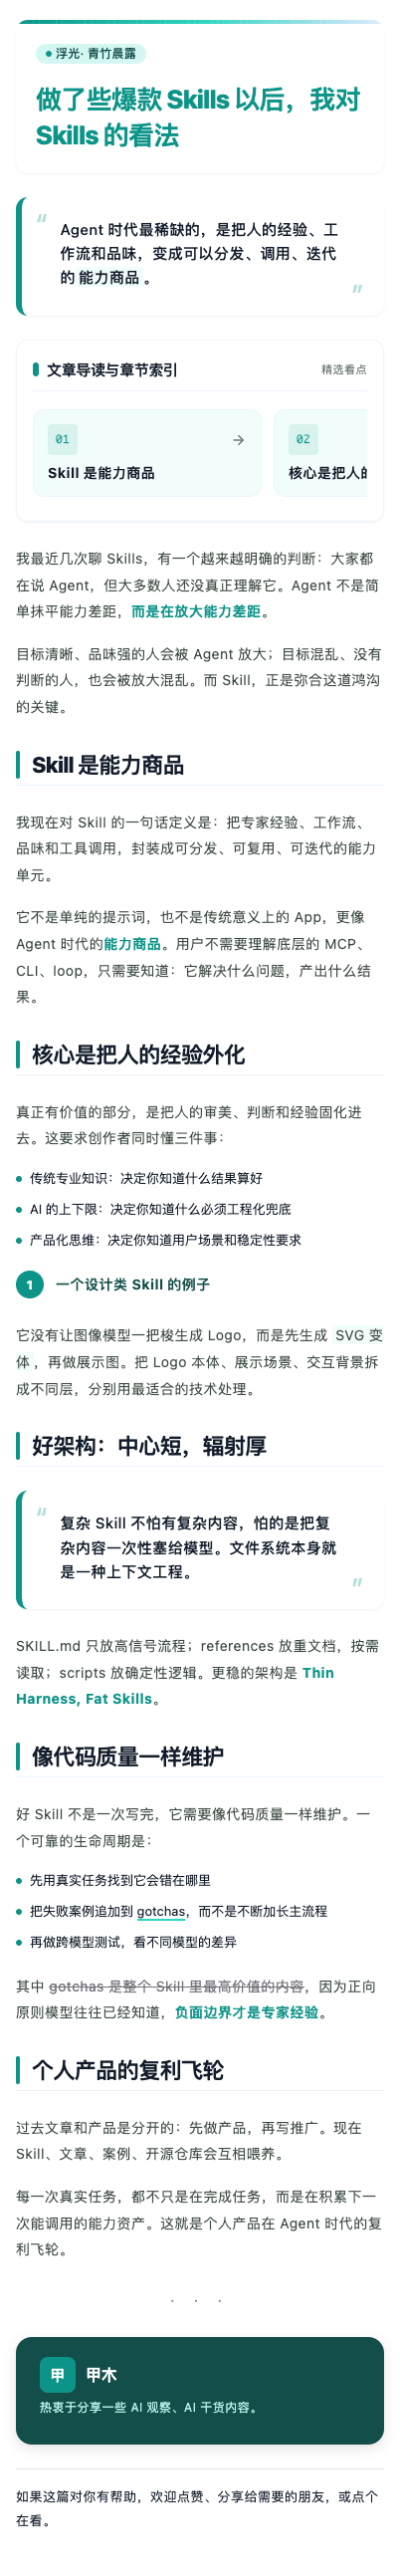 浮光· 青竹晨露
做了些爆款 Skills 以后，我对
Skills 的看法
“
Agent 时代最稀缺的，是把人的经验、工
作流和品味，变成可以分发、调用、迭代
的 能力商品 。
”
文章导读与章节索引 精选看点
01 →
Skill 是能力商品
02
核心是把人的
我最近几次聊 Skills，有一个越来越明确的判断：大家都
在说 Agent，但大多数人还没真正理解它。Agent 不是简
单抹平能力差距，而是在放大能力差距。
目标清晰、品味强的人会被 Agent 放大；目标混乱、没有
判断的人，也会被放大混乱。而 Skill，正是弥合这道鸿沟
的关键。
Skill 是能力商品
我现在对 Skill 的一句话定义是：把专家经验、工作流、
品味和工具调用，封装成可分发、可复用、可迭代的能力
单元。
它不是单纯的提示词，也不是传统意义上的 App，更像
Agent 时代的能力商品。用户不需要理解底层的 MCP、
CLI、loop，只需要知道：它解决什么问题，产出什么结
果。
核心是把人的经验外化
真正有价值的部分，是把人的审美、判断和经验固化进
去。这要求创作者同时懂三件事：
传统专业知识：决定你知道什么结果算好
AI 的上下限：决定你知道什么必须工程化兜底
产品化思维：决定你知道用户场景和稳定性要求
1 一个设计类 Skill 的例子
它没有让图像模型一把梭生成 Logo，而是先生成 SVG 变
体 ，再做展示图。把 Logo 本体、展示场景、交互背景拆
成不同层，分别用最适合的技术处理。
好架构：中心短，辐射厚
“
复杂 Skill 不怕有复杂内容，怕的是把复
杂内容一次性塞给模型。文件系统本身就
是一种上下文工程。
”
SKILL.md 只放高信号流程；references 放重文档，按需
读取；scripts 放确定性逻辑。更稳的架构是 Thin
Harness, Fat Skills。
像代码质量一样维护
好 Skill 不是一次写完，它需要像代码质量一样维护。一
个可靠的生命周期是：
先用真实任务找到它会错在哪里
把失败案例追加到 gotchas，而不是不断加长主流程
再做跨模型测试，看不同模型的差异
其中 gotchas 是整个 Skill 里最高价值的内容，因为正向
原则模型往往已经知道，负面边界才是专家经验。
个人产品的复利飞轮
过去文章和产品是分开的：先做产品，再写推广。现在
Skill、文章、案例、开源仓库会互相喂养。
每一次真实任务，都不只是在完成任务，而是在积累下一
次能调用的能力资产。这就是个人产品在 Agent 时代的复
利飞轮。
· · ·
甲 甲木
热衷于分享一些 AI 观察、AI 干货内容。
如果这篇对你有帮助，欢迎点赞、分享给需要的朋友，或点个
在看。